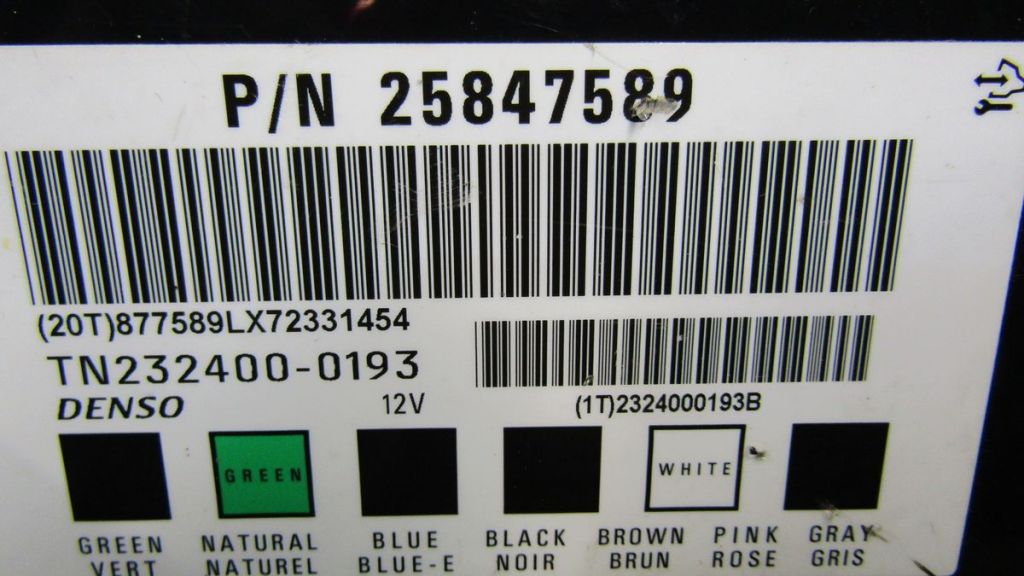 P/N 25847589
(20T)877589LX72331454
TN232400-0193
DENSO 12V (1T)2324000193B
GREEN WHITE
GREEN NATURAL BLUE BLACK BROWN PINK GRAY
VERT NATUREL BLUE-E NOIR BRUN ROSE GRIS